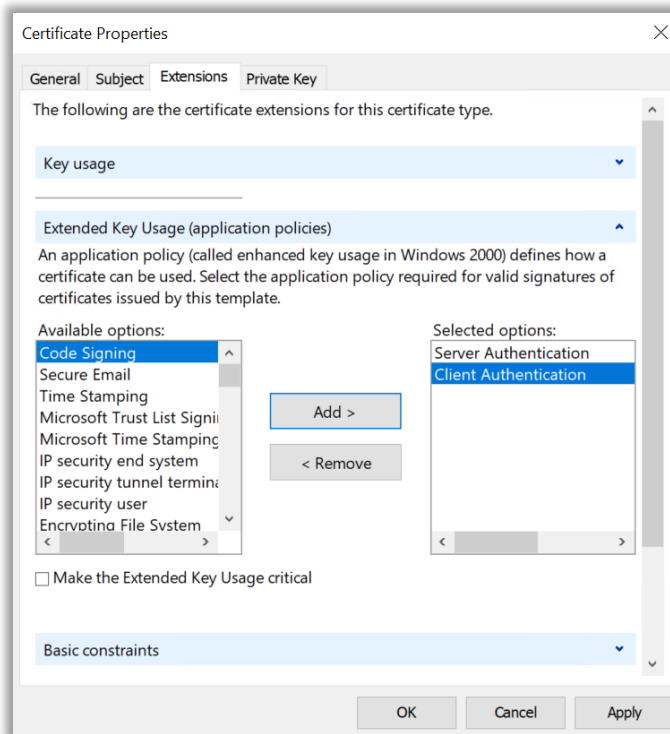 Certificate Properties
General Subject Extensions Private Key
The following are the certificate extensions for this certificate type.
Key usage
Extended Key Usage (application policies)
An application policy (called enhanced key usage in Windows 2000) defines how a
certificate can be used. Select the application policy required for valid signatures of
certificates issued by this template.
Available options:
Code Signing
Secure Email
Time Stamping
Microsoft Trust List Signi
Microsoft Time Stamping
IP security end system
IP security tunnel termina
IP security user
Encrypting File System
Add >
< Remove
Selected options:
Server Authentication
Client Authentication
Make the Extended Key Usage critical
Basic constraints
OK Cancel Apply